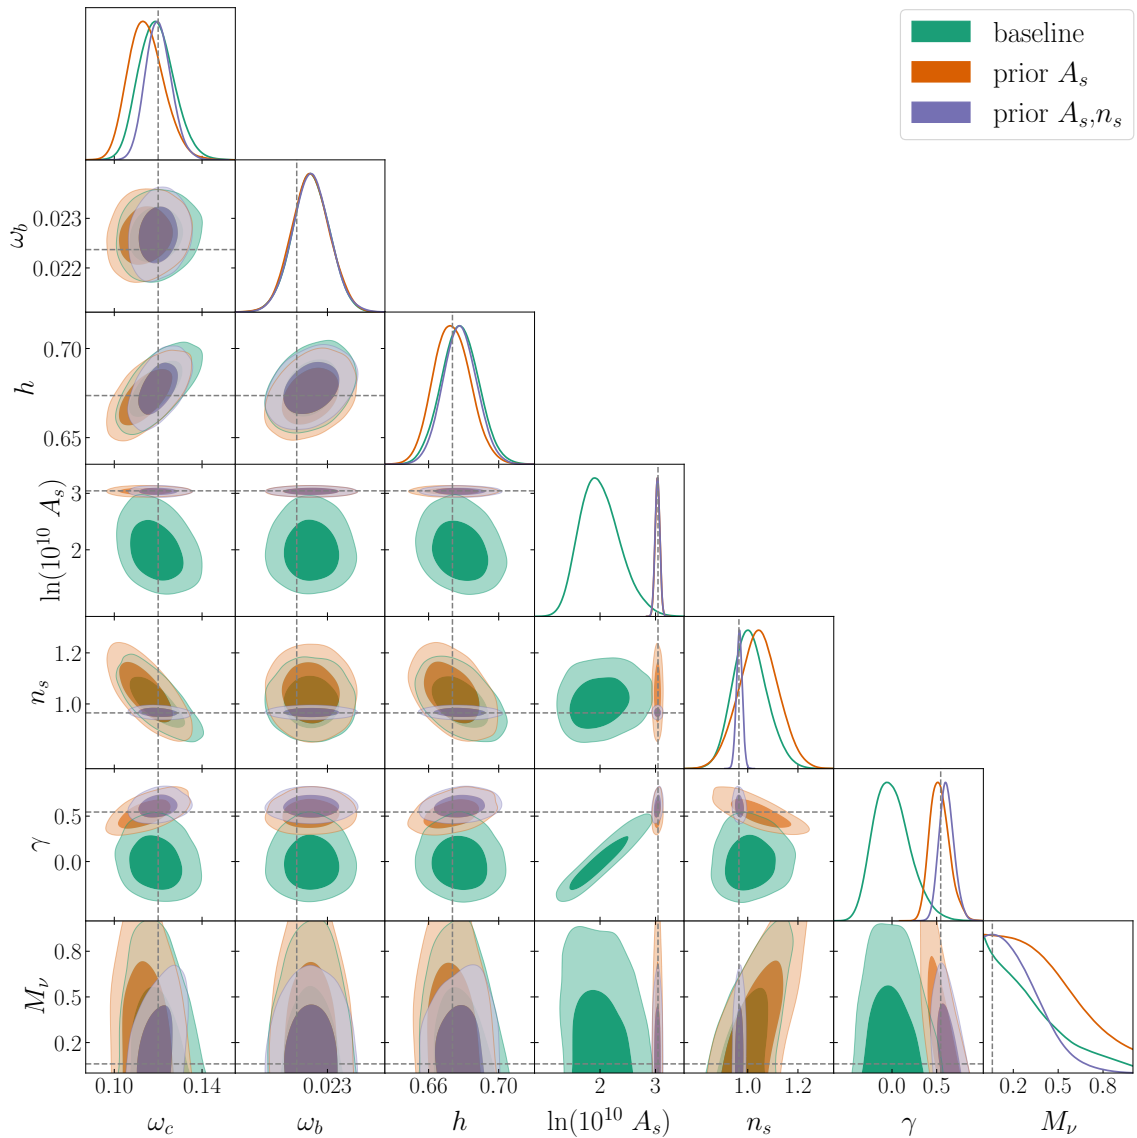 baseline
prior $A_s$
prior $A_s$,$n_s$
$\omega_b$
0.023
0.022
$h$
0.70
0.65
$\ln(10^{10}\ A_s)$
3
2
$n_s$
1.2
1.0
$\gamma$
0.5
0.0
$M_\nu$
0.8
0.5
0.2
0.10 0.14 0.023 0.66 0.70 2 3 1.0 1.2 0.0 0.5 0.2 0.5 0.8
$\omega_c$ $\omega_b$ $h$ $\ln(10^{10}\ A_s)$ $n_s$ $\gamma$ $M_\nu$